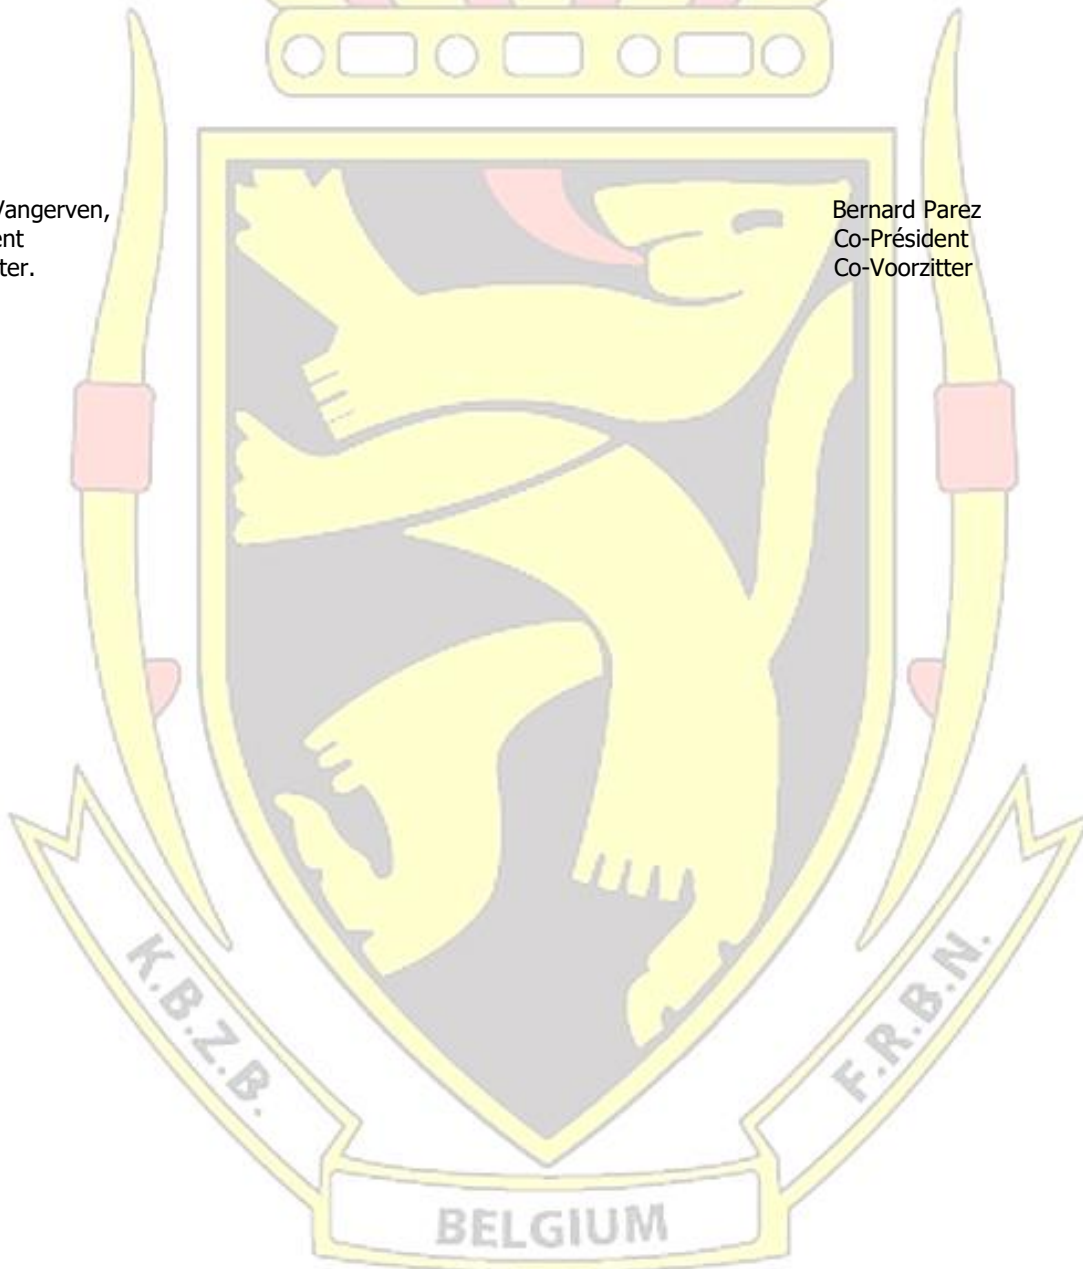 Vangerven,
ent
ter.
Bernard Parez
Co-Président
Co-Voorzitter
K.B.Z.B.
F.R.B.N.
BELGIUM